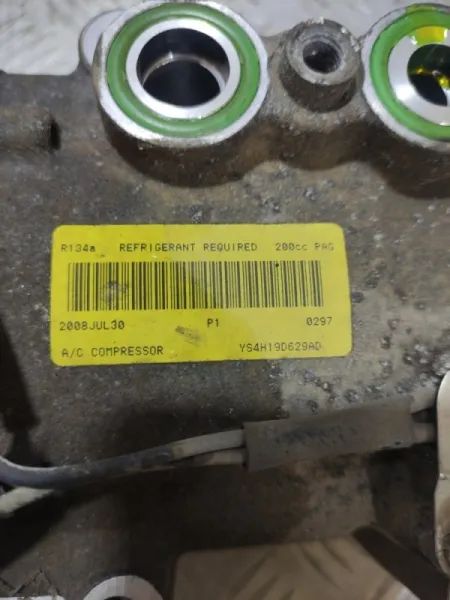 R134a REFRIGERANT REQUIRED 200cc PAG
2008JUL30 P1 0297
A/C COMPRESSOR YS4H19D629AD